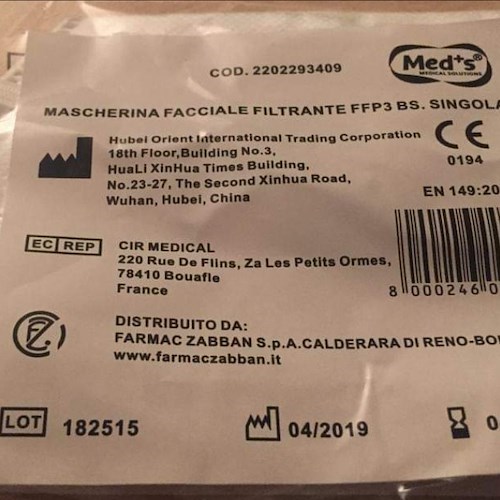 COD. 2202293409
Med+s®
MEDICAL SOLUTIONS
MASCHERINA FACCIALE FILTRANTE FFP3 BS. SINGOLA
Hubei Orient International Trading Corporation
18th Floor,Building No.3,
HuaLi XinHua Times Building,
No.23-27, The Second Xinhua Road,
Wuhan, Hubei, China
CE
0194
EN 149:20
EC REP
CIR MEDICAL
220 Rue De Flins, Za Les Petits Ormes,
78410 Bouafle
France
8 000246 0
FZ
DISTRIBUITO DA:
FARMAC ZABBAN S.p.A.CALDERARA DI RENO-BO
www.farmaczabban.it
LOT 182515
04/2019
0